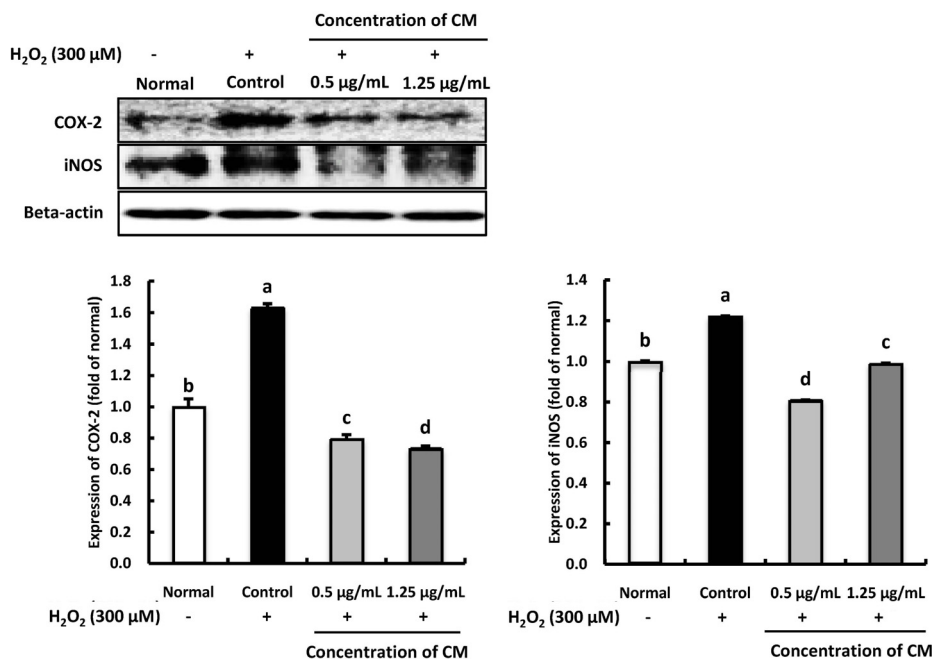 Concentration of CM
H₂O₂ (300 µM) - + + +
Normal Control 0.5 µg/mL 1.25 µg/mL
COX-2
iNOS
Beta-actin
Expression of COX-2 (fold of normal)
1.8
1.6
1.4
1.2
1.0
0.8
0.6
0.4
0.2
0.0
b
a
c
d
Normal Control 0.5 µg/mL 1.25 µg/mL
H₂O₂ (300 µM) - + + +
Concentration of CM
Expression of iNOS (fold of normal)
1.4
1.2
1.0
0.8
0.6
0.4
0.2
0.0
b
a
d
c
Normal Control 0.5 µg/mL 1.25 µg/mL
H₂O₂ (300 µM) - + + +
Concentration of CM